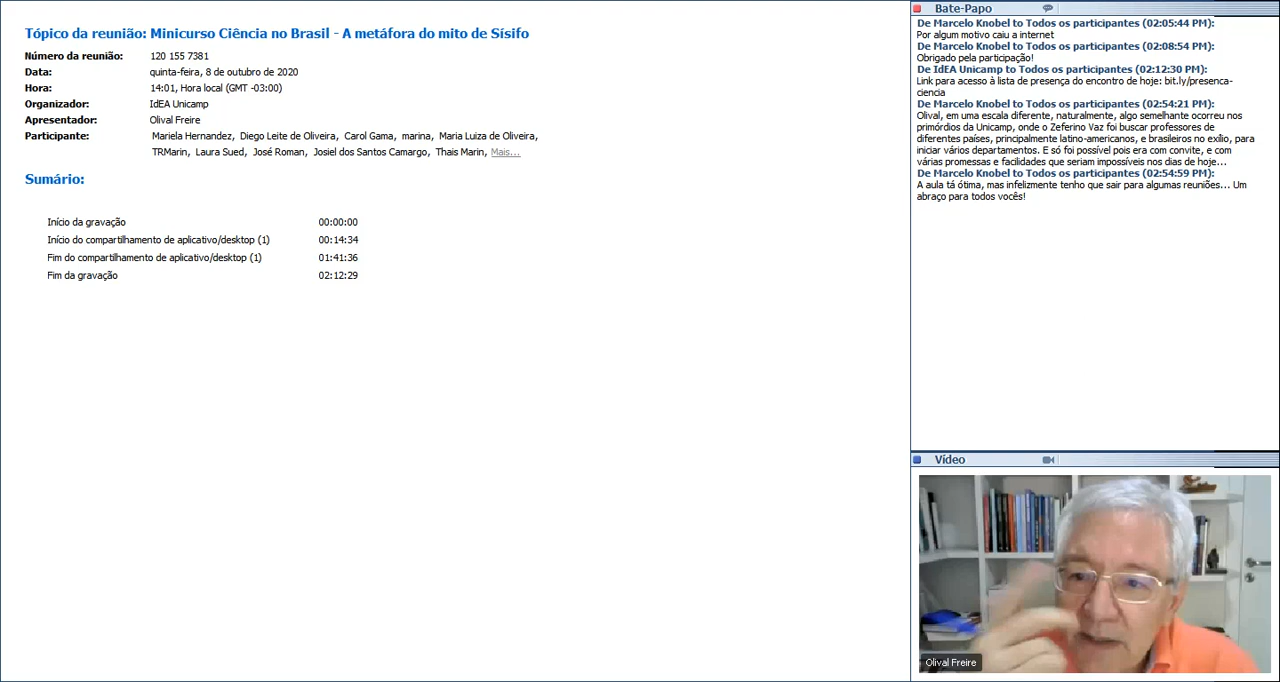 Tópico da reunião: Minicurso Ciência no Brasil - A metáfora do mito de Sísifo
Número da reunião: 120 155 7381
Data: quinta-feira, 8 de outubro de 2020
Hora: 14:01, Hora local (GMT -03:00)
Organizador: IdEA Unicamp
Apresentador: Olival Freire
Participante: Mariela Hernandez, Diego Leite de Oliveira, Carol Gama, marina, Maria Luiza de Oliveira,
TRMarin, Laura Sued, José Roman, Josiel dos Santos Camargo, Thais Marin, Mais...
Sumário:
Início da gravação 00:00:00
Início do compartilhamento de aplicativo/desktop (1) 00:14:34
Fim do compartilhamento de aplicativo/desktop (1) 01:41:36
Fim da gravação 02:12:29
Bate-Papo
De Marcelo Knobel to Todos os participantes (02:05:44 PM):
Por algum motivo caiu a internet
De Marcelo Knobel to Todos os participantes (02:08:54 PM):
Obrigado pela participação!
De IdEA Unicamp to Todos os participantes (02:12:30 PM):
Link para acesso à lista de presença do encontro de hoje: bit.ly/presenca-
ciencia
De Marcelo Knobel to Todos os participantes (02:54:21 PM):
Olival, em uma escala diferente, naturalmente, algo semelhante ocorreu nos
primórdios da Unicamp, onde o Zeferino Vaz foi buscar professores de
diferentes países, principalmente latino-americanos, e brasileiros no exílio, para
iniciar vários departamentos. E só foi possível pois era com convite, e com
várias promessas e facilidades que seriam impossíveis nos dias de hoje...
De Marcelo Knobel to Todos os participantes (02:54:59 PM):
A aula tá ótima, mas infelizmente tenho que sair para algumas reuniões... Um
abraço para todos vocês!
Vídeo
Olival Freire